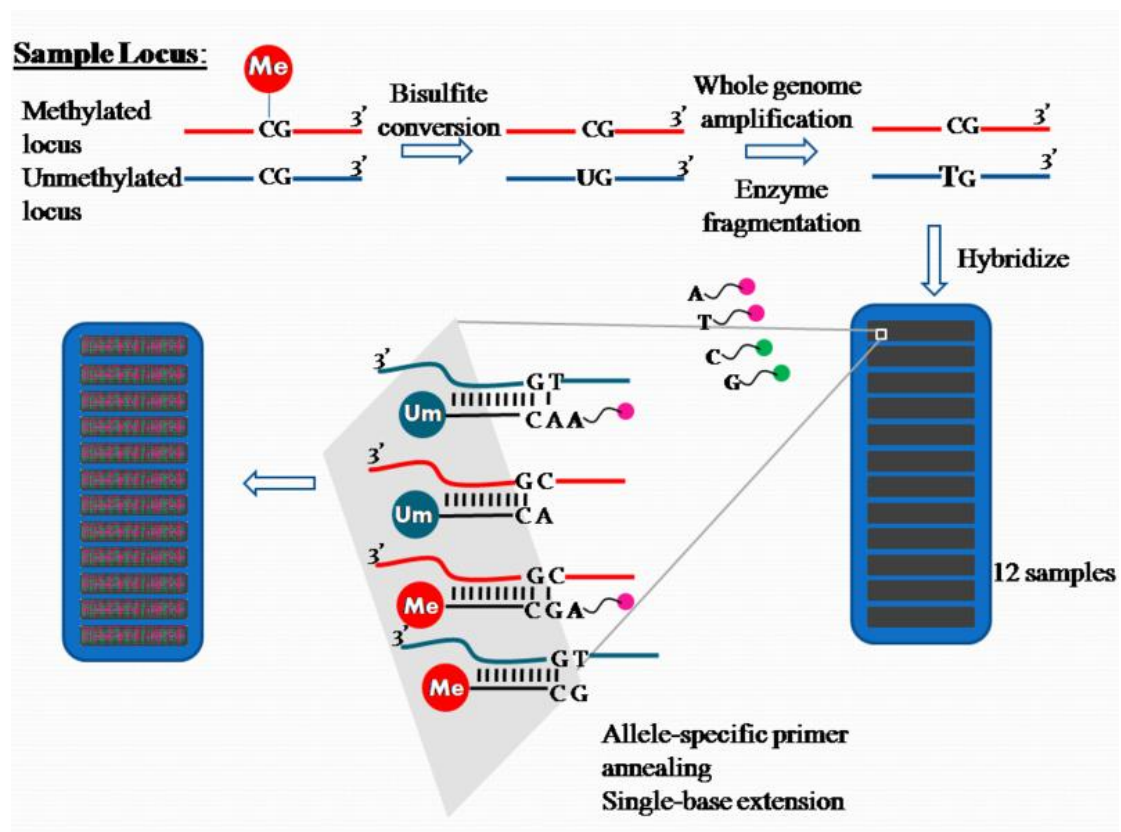 Sample Locus:
Me
Methylated
locus
CG
3’
Unmethylated
locus
CG
3’
Bisulfite
conversion
CG
3’
UG
3’
Whole genome
amplification
Enzyme
fragmentation
CG
3’
TG
3’
Hybridize
A
T
C
G
3’
GT
Um
CAA
3’
GC
Um
CA
3’
GC
Me
CGA
3’
GT
Me
CG
12 samples
Allele-specific primer
annealing
Single-base extension